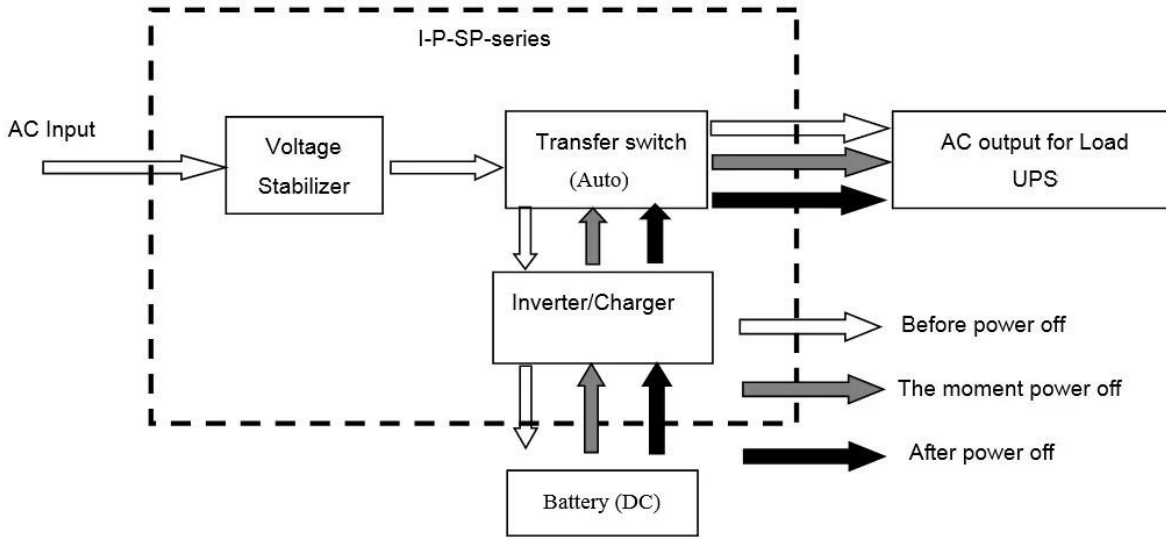 I-P-SP-series
AC Input
Voltage
Stabilizer
Transfer switch
(Auto)
AC output for Load
UPS
Inverter/Charger
Before power off
The moment power off
After power off
Battery (DC)